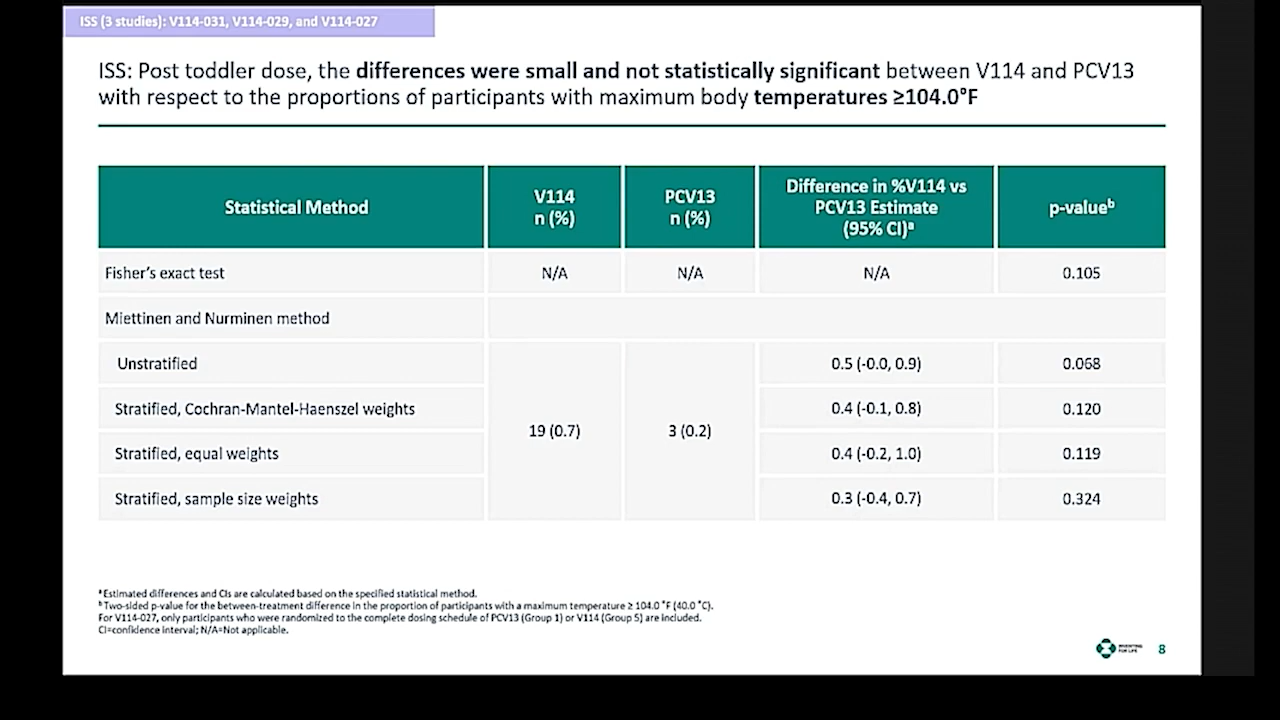 ISS (3 studies): V114-031, V114-029, and V114-027
ISS: Post toddler dose, the differences were small and not statistically significant between V114 and PCV13
with respect to the proportions of participants with maximum body temperatures ≥104.0°F
Statistical Method
V114
n (%)
PCV13
n (%)
Difference in %V114 vs
PCV13 Estimate
(95% CI)ᵃ
p-valueᵇ
Fisher's exact test
N/A
N/A
N/A
0.105
Miettinen and Nurminen method
Unstratified
0.5 (-0.0, 0.9)
0.068
Stratified, Cochran-Mantel-Haenszel weights
0.4 (-0.1, 0.8)
0.120
19 (0.7)
3 (0.2)
Stratified, equal weights
0.4 (-0.2, 1.0)
0.119
Stratified, sample size weights
0.3 (-0.4, 0.7)
0.324
ᵃ Estimated differences and CIs are calculated based on the specified statistical method.
ᵇ Two-sided p-value for the between-treatment difference in the proportion of participants with a maximum temperature ≥ 104.0 °F (40.0 °C).
For V114-027, only participants who were randomized to the complete dosing schedule of PCV13 (Group 1) or V114 (Group 5) are included.
CI=confidence interval; N/A=Not applicable.
INVENTING
FOR LIFE
8